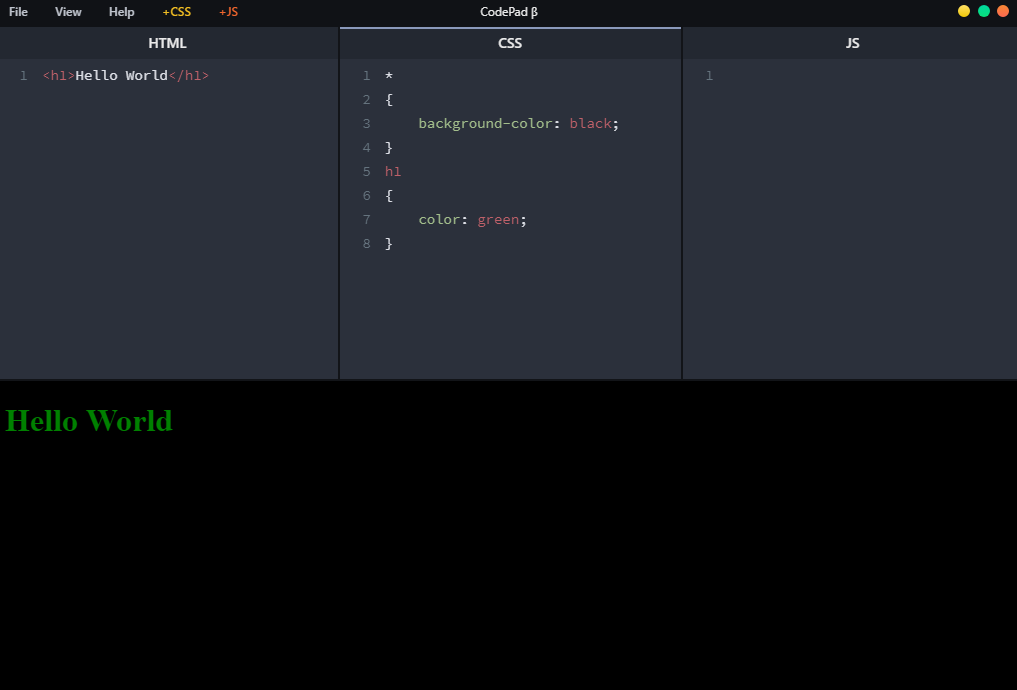 File View Help +CSS +JS CodePad β
HTML CSS JS
1 <h1>Hello World</h1>
1 *
2 {
3 background-color: black;
4 }
5 h1
6 {
7 color: green;
8 }
1
Hello World